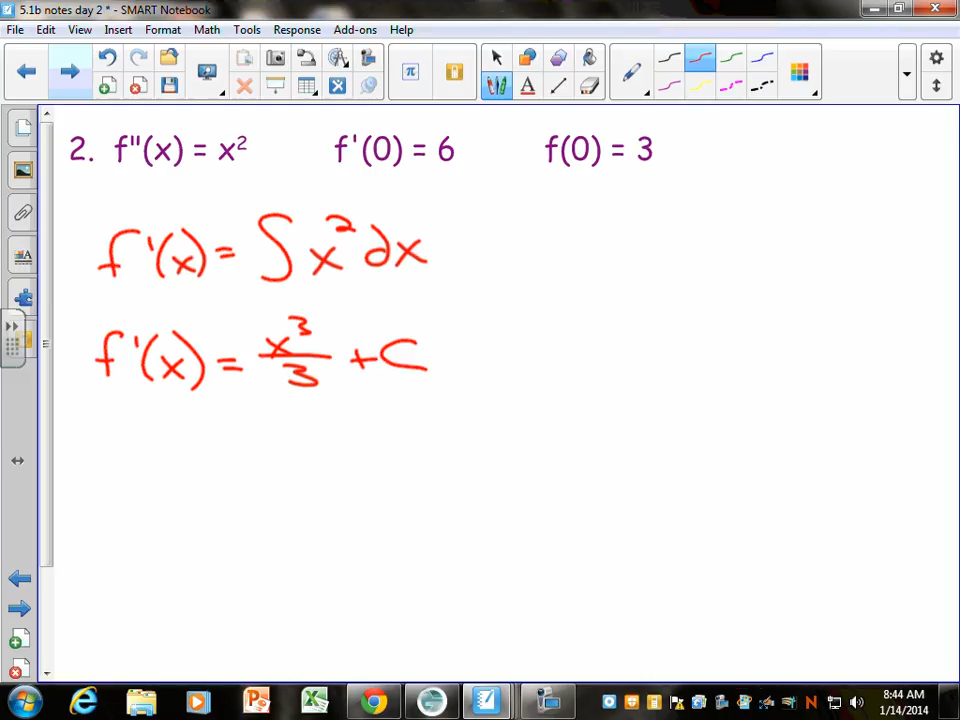 5.1b notes day 2 * - SMART Notebook
File Edit View Insert Format Math Tools Response Add-ons Help
2. f"(x) = x² f'(0) = 6 f(0) = 3
f'(x) = ∫ x² dx
f'(x) = x³/3 + C
8:44 AM
1/14/2014